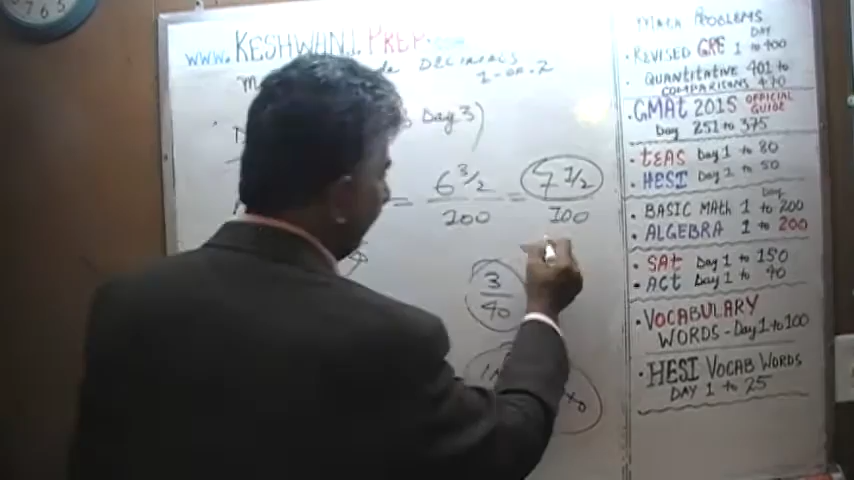 7 6 5
www. KESHWANI PREP.
DECIMALS
1-OF-2
Day 3)
= 6 3/2 = 7 1/2
200 100
3
40
MATH PROBLEMS
DAY
• REVISED GRE 1 to 400
• QUANTITATIVE 401 to
COMPARISONS 470
• GMAt 2015 OFFICIAL GUIDE
Day 251 to 375
• tEAS Day 1 to 80
• HESI Day 1 to 50
Day
• BASIC MAth 1 to 200
• ALGEBRA 1 to 200
• SAt Day 1 to 150
• ACt Day 1 to 40
• VOCABULARY
WORDS - Day 1 to 100
• HESI VOCAB WORDS
DAY 1 to 25